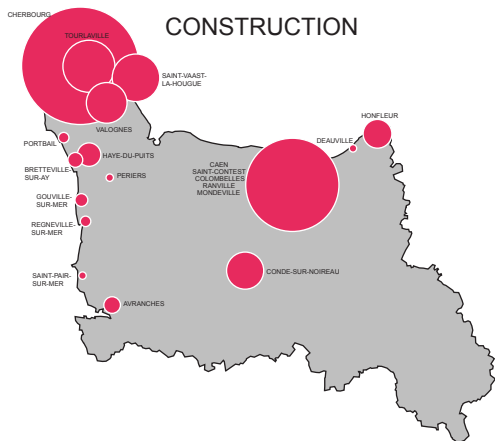 CONSTRUCTION
CHERBOURG
TOURLAVILLE
SAINT-VAAST-
LA-HOUGUE
VALOGNES
HONFLEUR
DEAUVILLE
PORTBAIL
HAYE-DU-PUITS
BRETTEVILLE-
SUR-AY
PERIERS
CAEN
SAINT-CONTEST
COLOMBELLES
RANVILLE
MONDEVILLE
GOUVILLE-
SUR-MER
REGNEVILLE-
SUR-MER
SAINT-PAIR-
SUR-MER
CONDE-SUR-NOIREAU
AVRANCHES